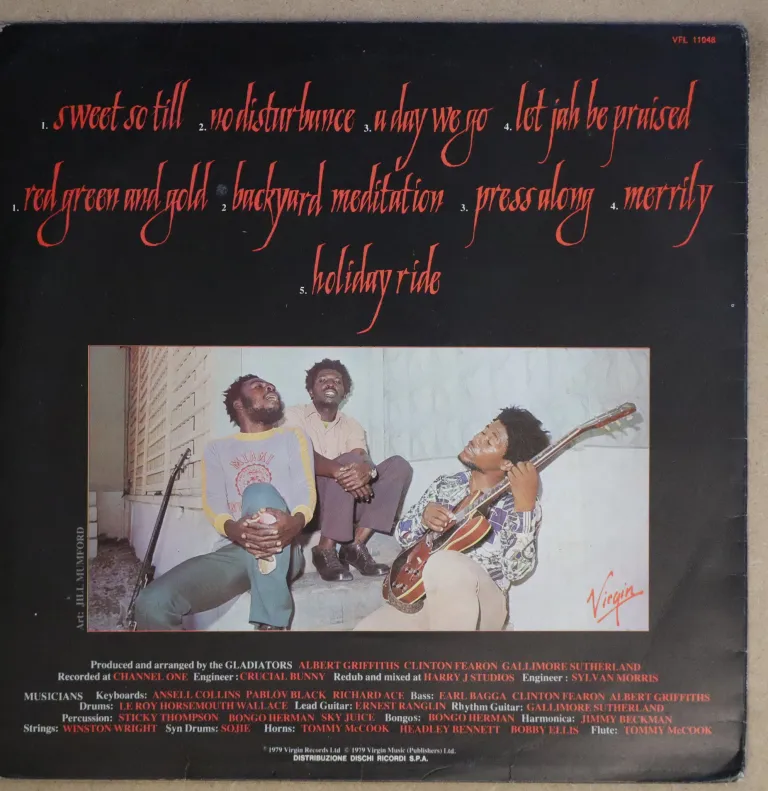 VFL 11046
1. sweet so till 2. no disturbance 3. a day we go 4. let jah be praised
1. red green and gold 2 backyard meditation 3. press along 4. merrily
5. holiday ride
MIAMI
Art: JILL MUMFORD
Virgin
Produced and arranged by the GLADIATORS ALBERT GRIFFITHS CLINTON FEARON GALLIMORE SUTHERLAND
Recorded at CHANNEL ONE Engineer: CRUCIAL BUNNY Redub and mixed at HARRY J STUDIOS Engineer : SYLVAN MORRIS
MUSICIANS Keyboards: ANSELL COLLINS PABLOV BLACK RICHARD ACE Bass: EARL BAGGA CLINTON FEARON ALBERT GRIFFITHS
Drums: LE ROY HORSEMOUTH WALLACE Lead Guitar: ERNEST RANGLIN Rhythm Guitar: GALLIMORE SUTHERLAND
Percussion: STICKY THOMPSON BONGO HERMAN SKY JUICE Bongos: BONGO HERMAN Harmonica: JIMMY BECKMAN
Strings: WINSTON WRIGHT Syn Drums: SOJIE Horns: TOMMY McCOOK HEADLEY BENNETT BOBBY ELLIS Flute: TOMMY McCOOK
℗ 1979 Virgin Records Ltd © 1979 Virgin Music (Publishers) Ltd.
DISTRIBUZIONE DISCHI RICORDI S.P.A.